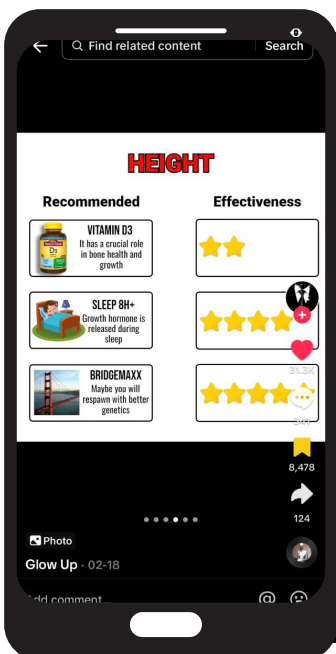 Find related content
Search
HEIGHT
Recommended
Effectiveness
VITAMIN D3
It has a crucial role
in bone health and
growth
D3
SLEEP 8H+
Growth hormone is
released during
sleep
BRIDGEMAXX
Maybe you will
respawn with better
genetics
31.3K
341
8,478
124
Photo
Glow Up · 02-18
Add comment...